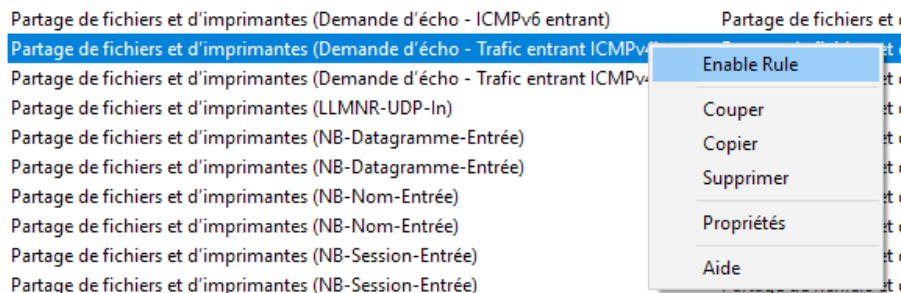 Partage de fichiers et d'imprimantes (Demande d'écho - ICMPv6 entrant) Partage de fichiers et
Partage de fichiers et d'imprimantes (Demande d'écho - Trafic entrant ICMPv4
Partage de fichiers et d'imprimantes (Demande d'écho - Trafic entrant ICMPv4
Partage de fichiers et d'imprimantes (LLMNR-UDP-In)
Partage de fichiers et d'imprimantes (NB-Datagramme-Entrée)
Partage de fichiers et d'imprimantes (NB-Datagramme-Entrée)
Partage de fichiers et d'imprimantes (NB-Nom-Entrée)
Partage de fichiers et d'imprimantes (NB-Nom-Entrée)
Partage de fichiers et d'imprimantes (NB-Session-Entrée)
Partage de fichiers et d'imprimantes (NB-Session-Entrée)
Enable Rule
Couper
Copier
Supprimer
Propriétés
Aide